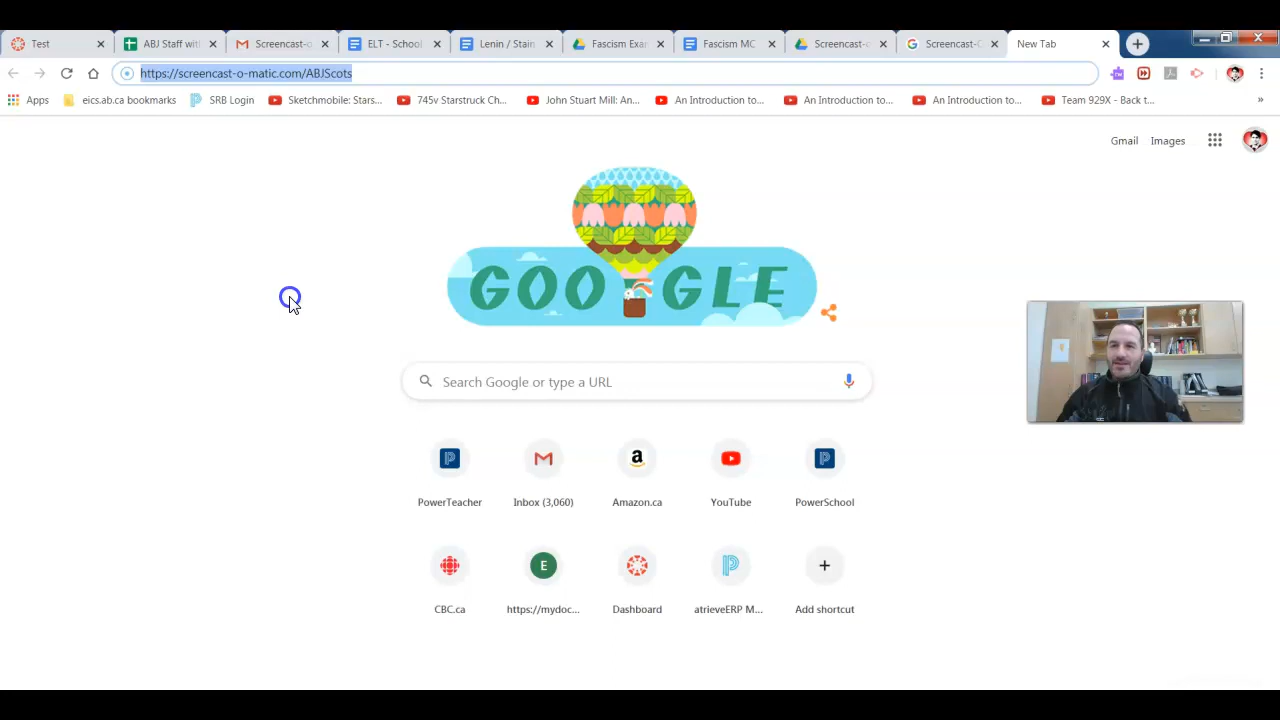 Test
ABJ Staff wit
Screencast-o
ELT - School
Lenin / Stain
Fascism Exan
Fascism MC
Screencast-o
Screencast-O
New Tab
https://screencast-o-matic.com/ABJScots
Apps
eics.ab.ca bookmarks
SRB Login
Sketchmobile: Stars...
745v Starstruck Ch...
John Stuart Mill: An...
An Introduction to...
An Introduction to...
An Introduction to...
Team 929X - Back t...
»
Gmail
Images
GOOGLE
Search Google or type a URL
PowerTeacher
Inbox (3,060)
Amazon.ca
YouTube
PowerSchool
CBC.ca
E
https://mydoc...
Dashboard
atrieveERP M...
Add shortcut